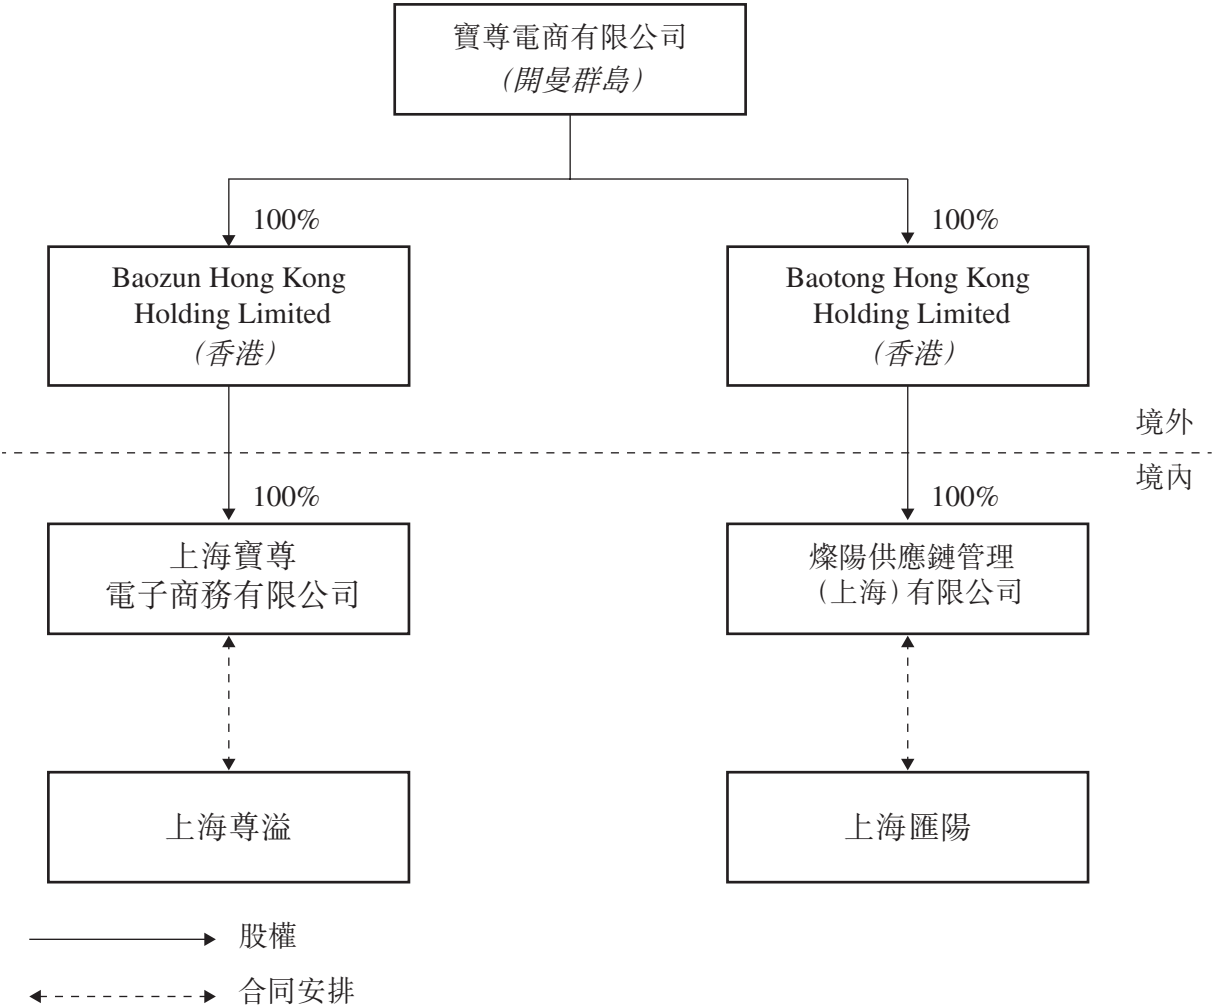 寶尊電商有限公司
(開曼群島)
100%
100%
Baozun Hong Kong
Holding Limited
(香港)
Baotong Hong Kong
Holding Limited
(香港)
境外
境內
100%
100%
上海寶尊
電子商務有限公司
燦陽供應鏈管理
(上海)有限公司
上海尊溢
上海匯陽
股權
合同安排